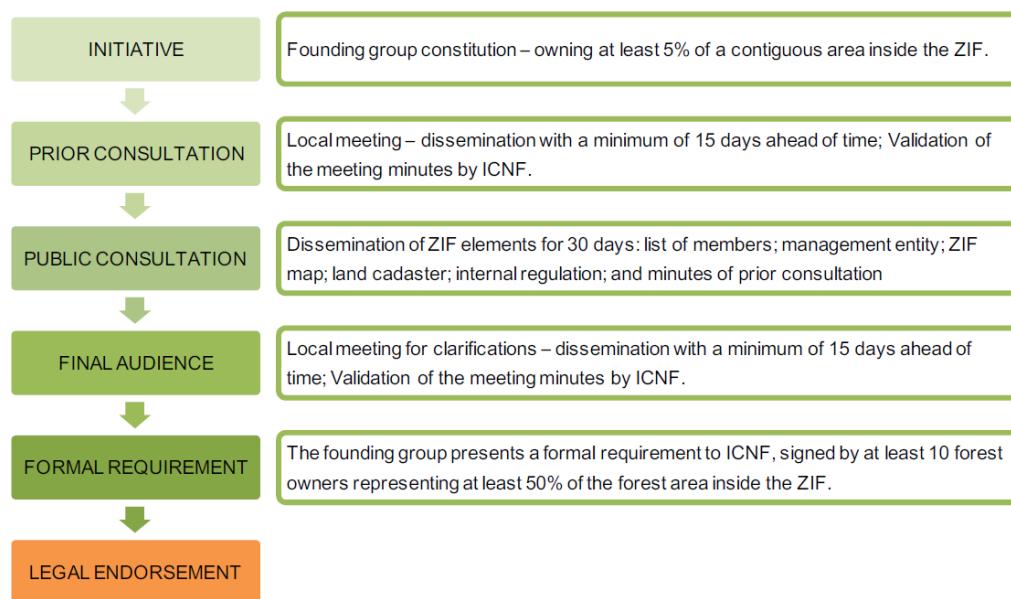 INITIATIVE
Founding group constitution – owning at least 5% of a contiguous area inside the ZIF.
PRIOR CONSULTATION
Local meeting – dissemination with a minimum of 15 days ahead of time; Validation of
the meeting minutes by ICNF.
PUBLIC CONSULTATION
Dissemination of ZIF elements for 30 days: list of members; management entity; ZIF
map; land cadaster; internal regulation; and minutes of prior consultation
FINAL AUDIENCE
Local meeting for clarifications – dissemination with a minimum of 15 days ahead of
time; Validation of the meeting minutes by ICNF.
FORMAL REQUIREMENT
The founding group presents a formal requirement to ICNF, signed by at least 10 forest
owners representing at least 50% of the forest area inside the ZIF.
LEGAL ENDORSEMENT